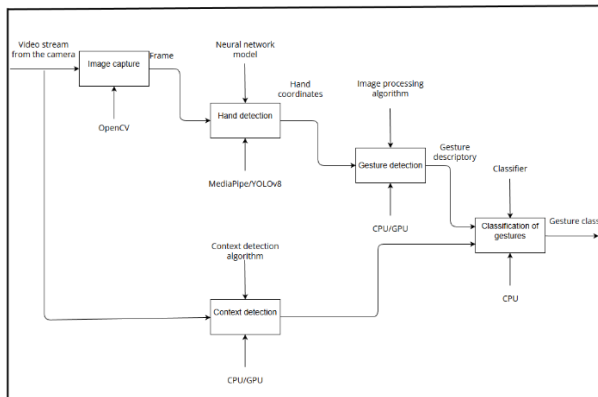 Video stream
from the camera
Image capture
Frame
OpenCV
Neural network
model
Hand detection
Hand
coordinates
MediaPipe/YOLOv8
Image processing
algorithm
Gesture detection
Gesture
descriptory
CPU/GPU
Classifier
Classification of
gestures
Gesture class
CPU
Context detection
algorithm
Context detection
CPU/GPU